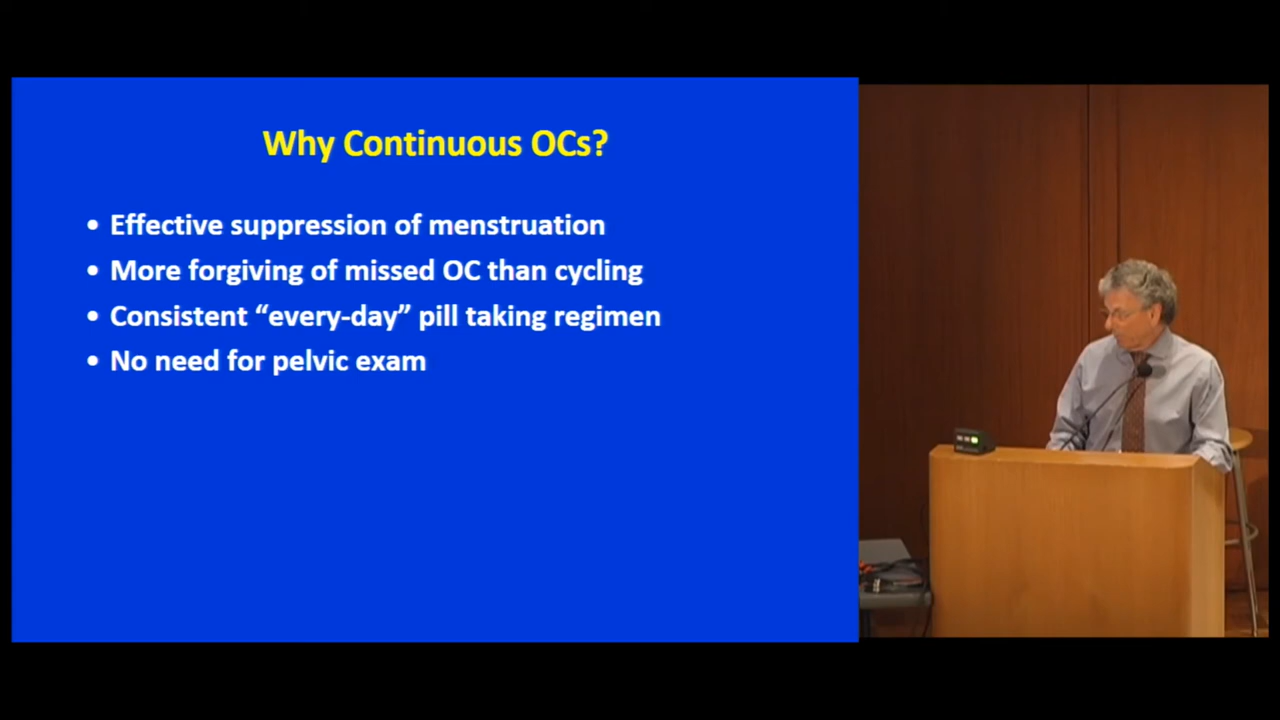 Why Continuous OCs?
• Effective suppression of menstruation
• More forgiving of missed OC than cycling
• Consistent “every-day” pill taking regimen
• No need for pelvic exam